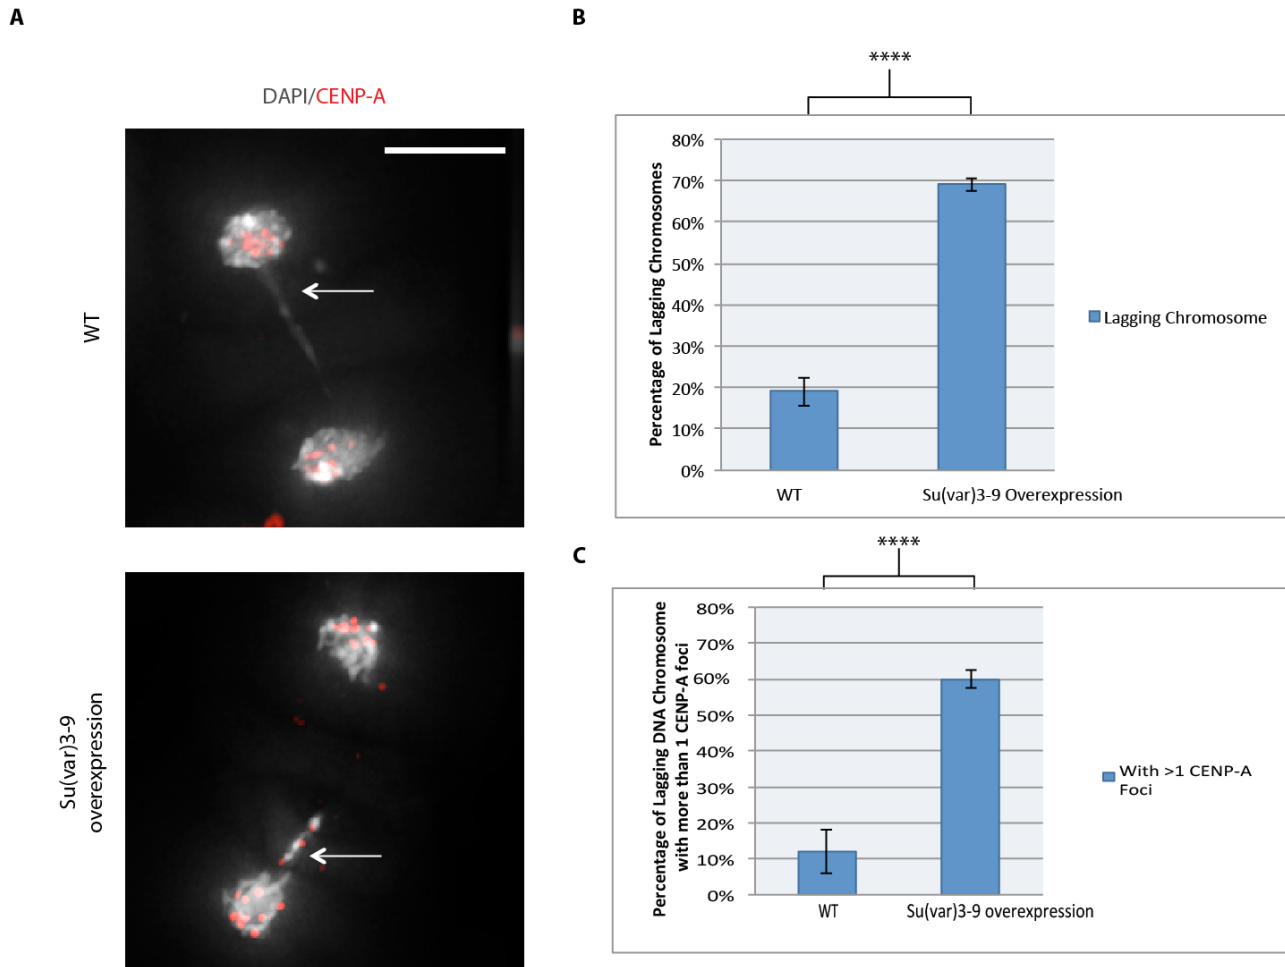 A
DAPI/CENP-A
WT
Su(var)3-9
overexpression
B
****
80%
70%
60%
50%
40%
30%
20%
10%
0%
Percentage of Lagging Chromosomes
WT
Su(var)3-9 Overexpression
Lagging Chromosome
C
****
80%
70%
60%
50%
40%
30%
20%
10%
0%
Percentage of Lagging DNA Chromosome
with more than 1 CENP-A foci
WT
Su(var)3-9 overexpression
With >1 CENP-A
Foci